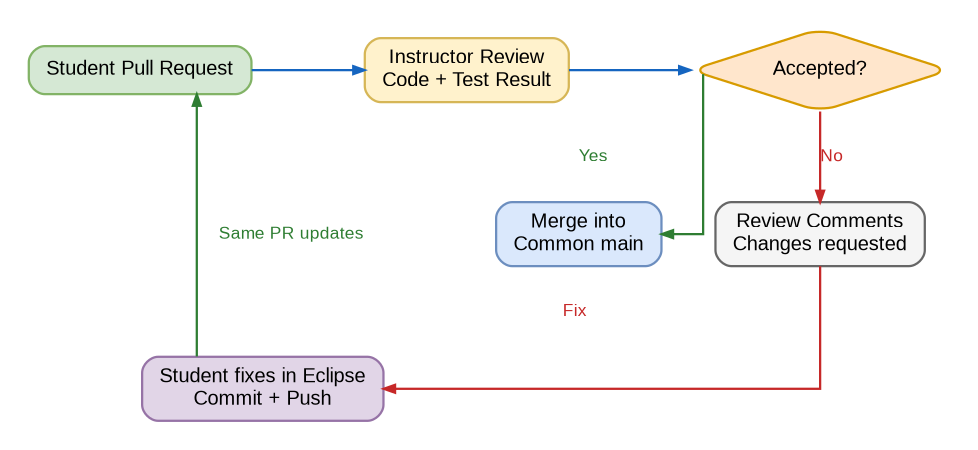 Student Pull Request
Instructor Review
Code + Test Result
Accepted?
Yes
No
Merge into
Common main
Review Comments
Changes requested
Same PR updates
Fix
Student fixes in Eclipse
Commit + Push